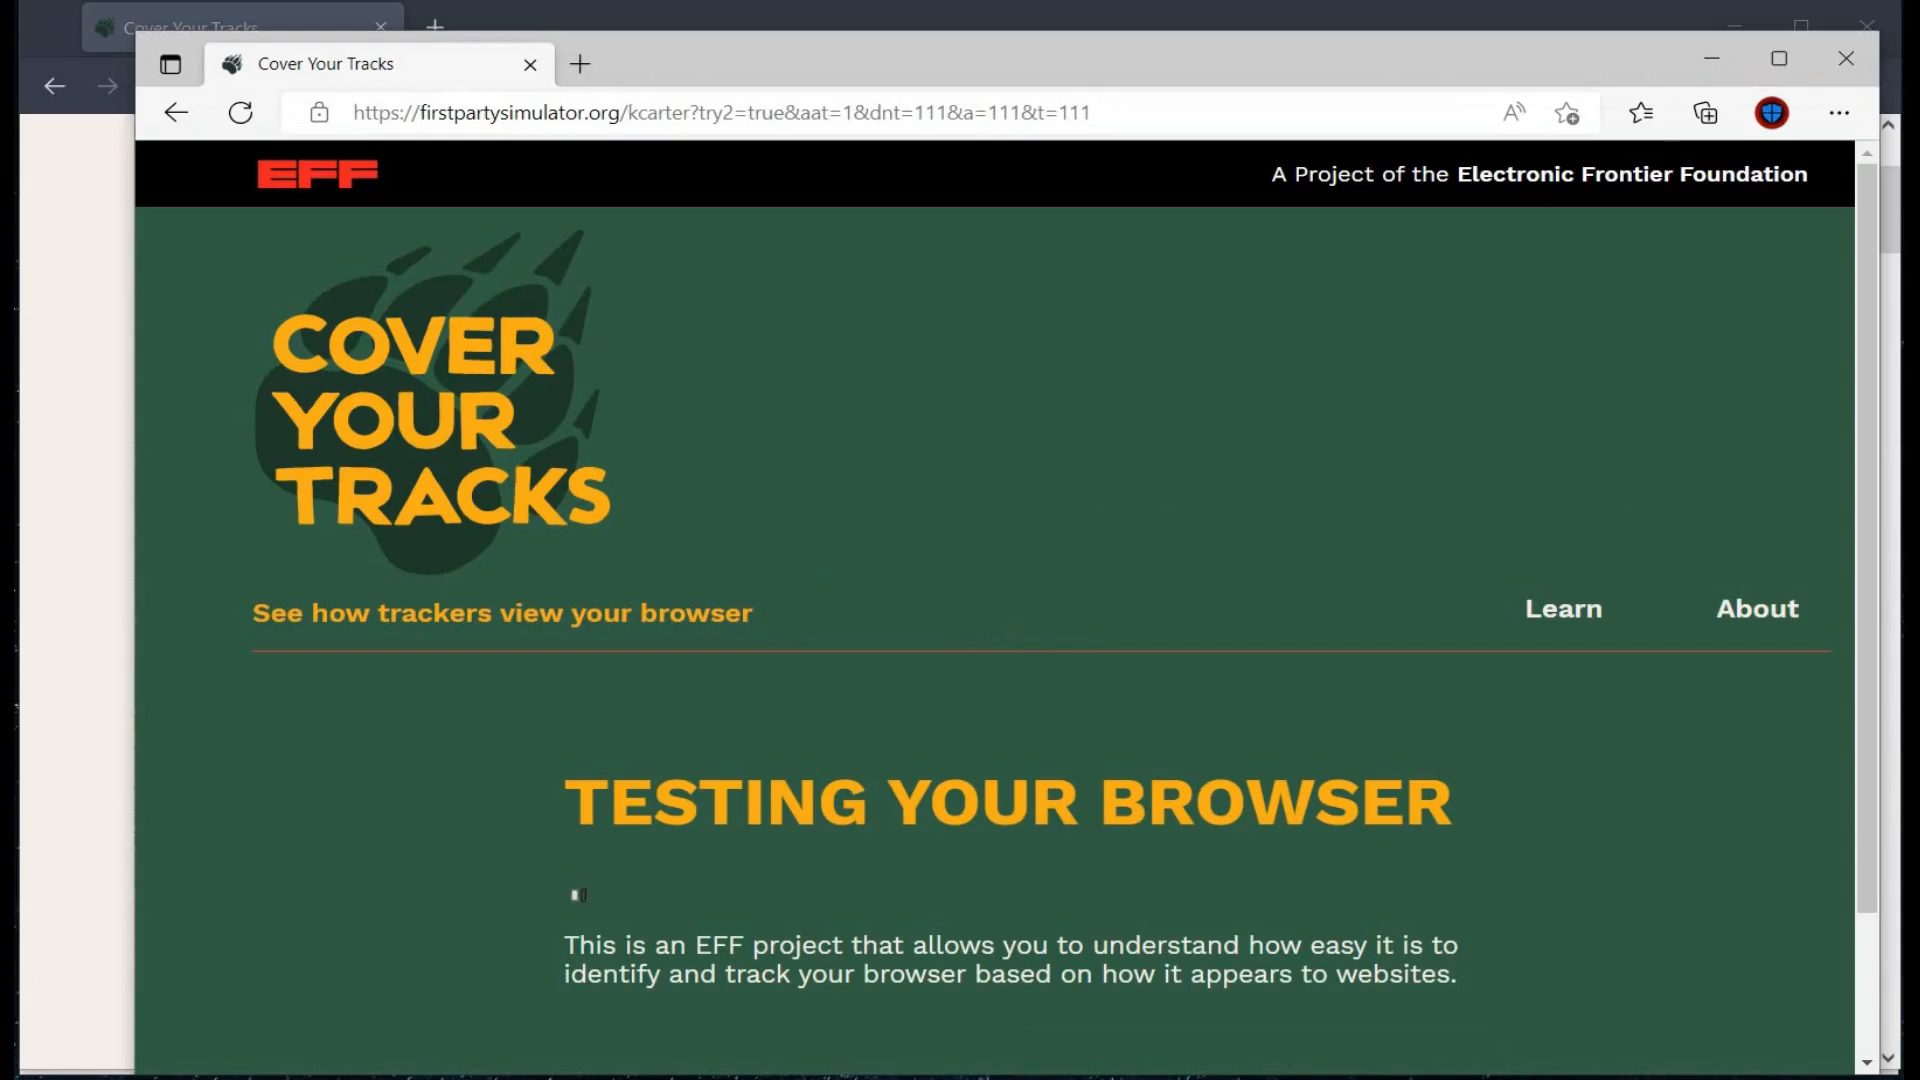 Cover Your Tracks
Cover Your Tracks
https://firstpartysimulator.org/kcarter?try2=true&aat=1&dnt=111&a=111&t=111
EFF
A Project of the Electronic Frontier Foundation
COVER
YOUR
TRACKS
See how trackers view your browser
Learn
About
TESTING YOUR BROWSER
This is an EFF project that allows you to understand how easy it is to
identify and track your browser based on how it appears to websites.